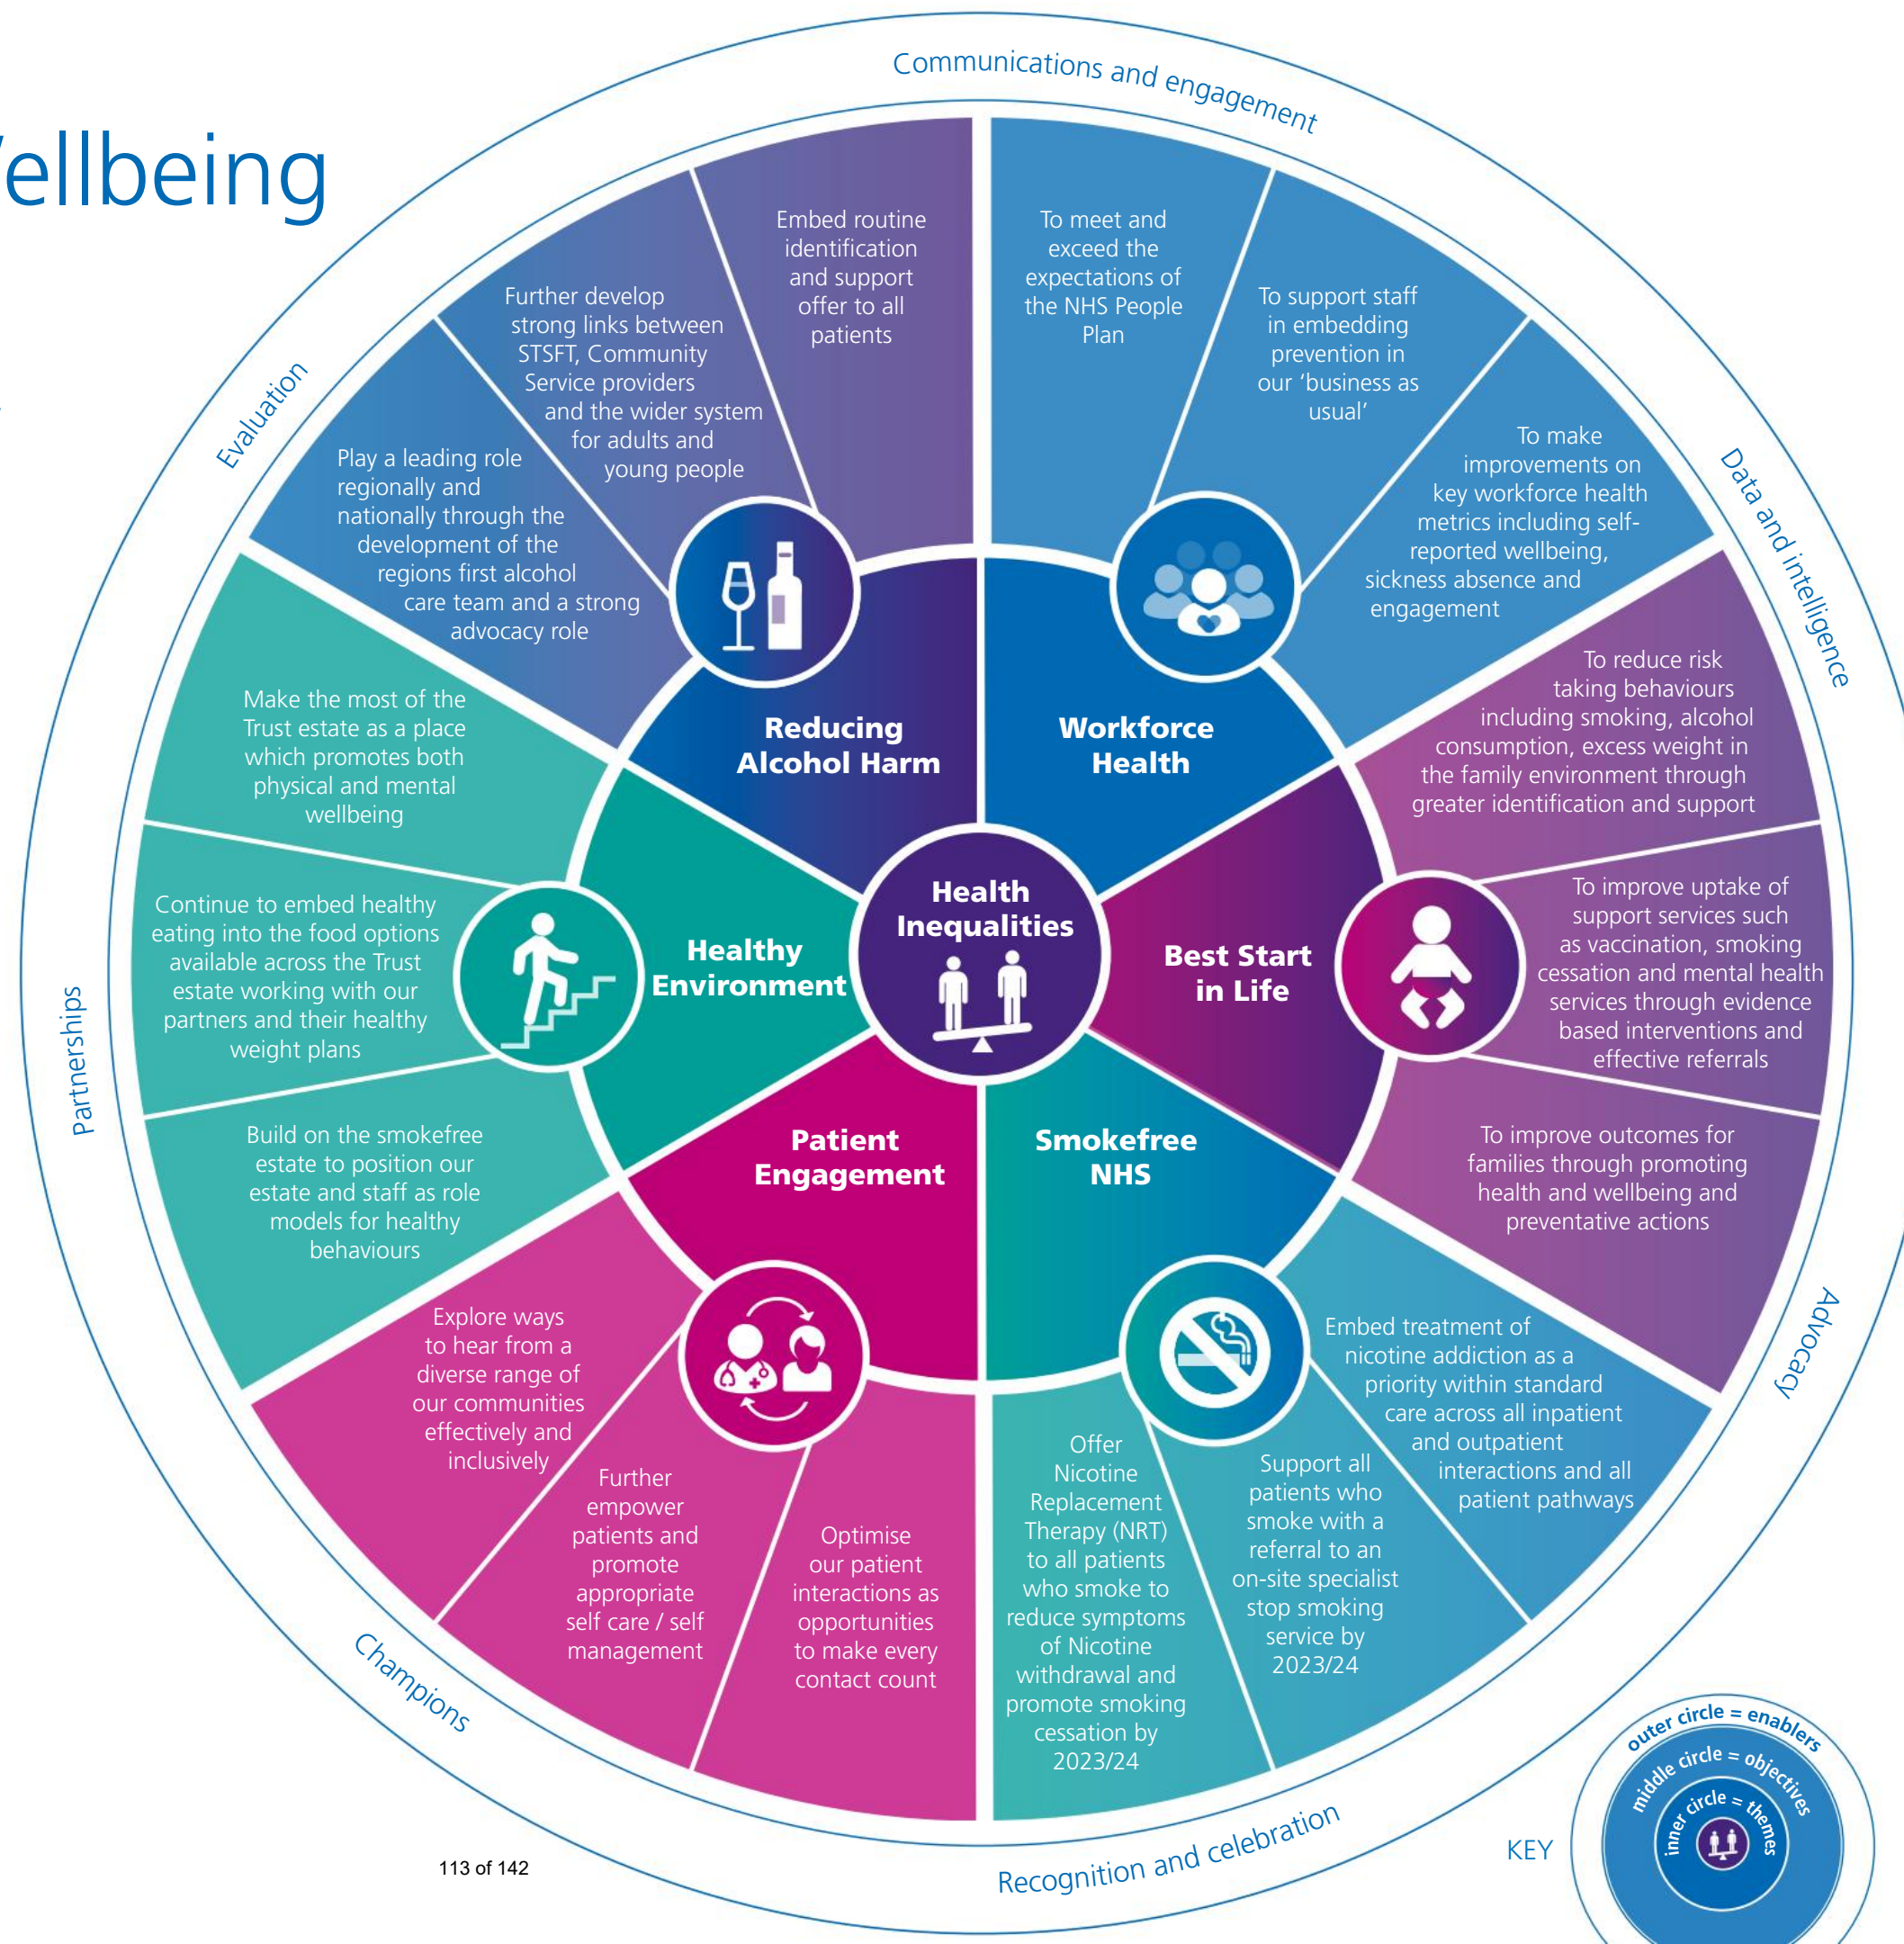 ellbeing
Communications and engagement
Data and intelligence
Advocacy
Recognition and celebration
Champions
Partnerships
Evaluation
Embed routine
identification
and support
offer to all
patients
Further develop
strong links between
STSFT, Community
Service providers
and the wider system
for adults and
young people
Play a leading role
regionally and
nationally through the
development of the
regions first alcohol
care team and a strong
advocacy role
Reducing
Alcohol Harm
To meet and
exceed the
expectations of
the NHS People
Plan
To support staff
in embedding
prevention in
our ‘business as
usual’
To make
improvements on
key workforce health
metrics including self-
reported wellbeing,
sickness absence and
engagement
Workforce
Health
To reduce risk
taking behaviours
including smoking, alcohol
consumption, excess weight in
the family environment through
greater identification and support
To improve uptake of
support services such
as vaccination, smoking
cessation and mental health
services through evidence
based interventions and
effective referrals
To improve outcomes for
families through promoting
health and wellbeing and
preventative actions
Best Start
in Life
Health
Inequalities
Healthy
Environment
Make the most of the
Trust estate as a place
which promotes both
physical and mental
wellbeing
Continue to embed healthy
eating into the food options
available across the Trust
estate working with our
partners and their healthy
weight plans
Build on the smokefree
estate to position our
estate and staff as role
models for healthy
behaviours
Patient
Engagement
Explore ways
to hear from a
diverse range of
our communities
effectively and
inclusively
Further
empower
patients and
promote
appropriate
self care / self
management
Optimise
our patient
interactions as
opportunities
to make every
contact count
Smokefree
NHS
Offer
Nicotine
Replacement
Therapy (NRT)
to all patients
who smoke to
reduce symptoms
of Nicotine
withdrawal and
promote smoking
cessation by
2023/24
Support all
patients who
smoke with a
referral to an
on-site specialist
stop smoking
service by
2023/24
Embed treatment of
nicotine addiction as a
priority within standard
care across all inpatient
and outpatient
interactions and all
patient pathways
113 of 142
KEY
outer circle = enablers
middle circle = objectives
inner circle = themes